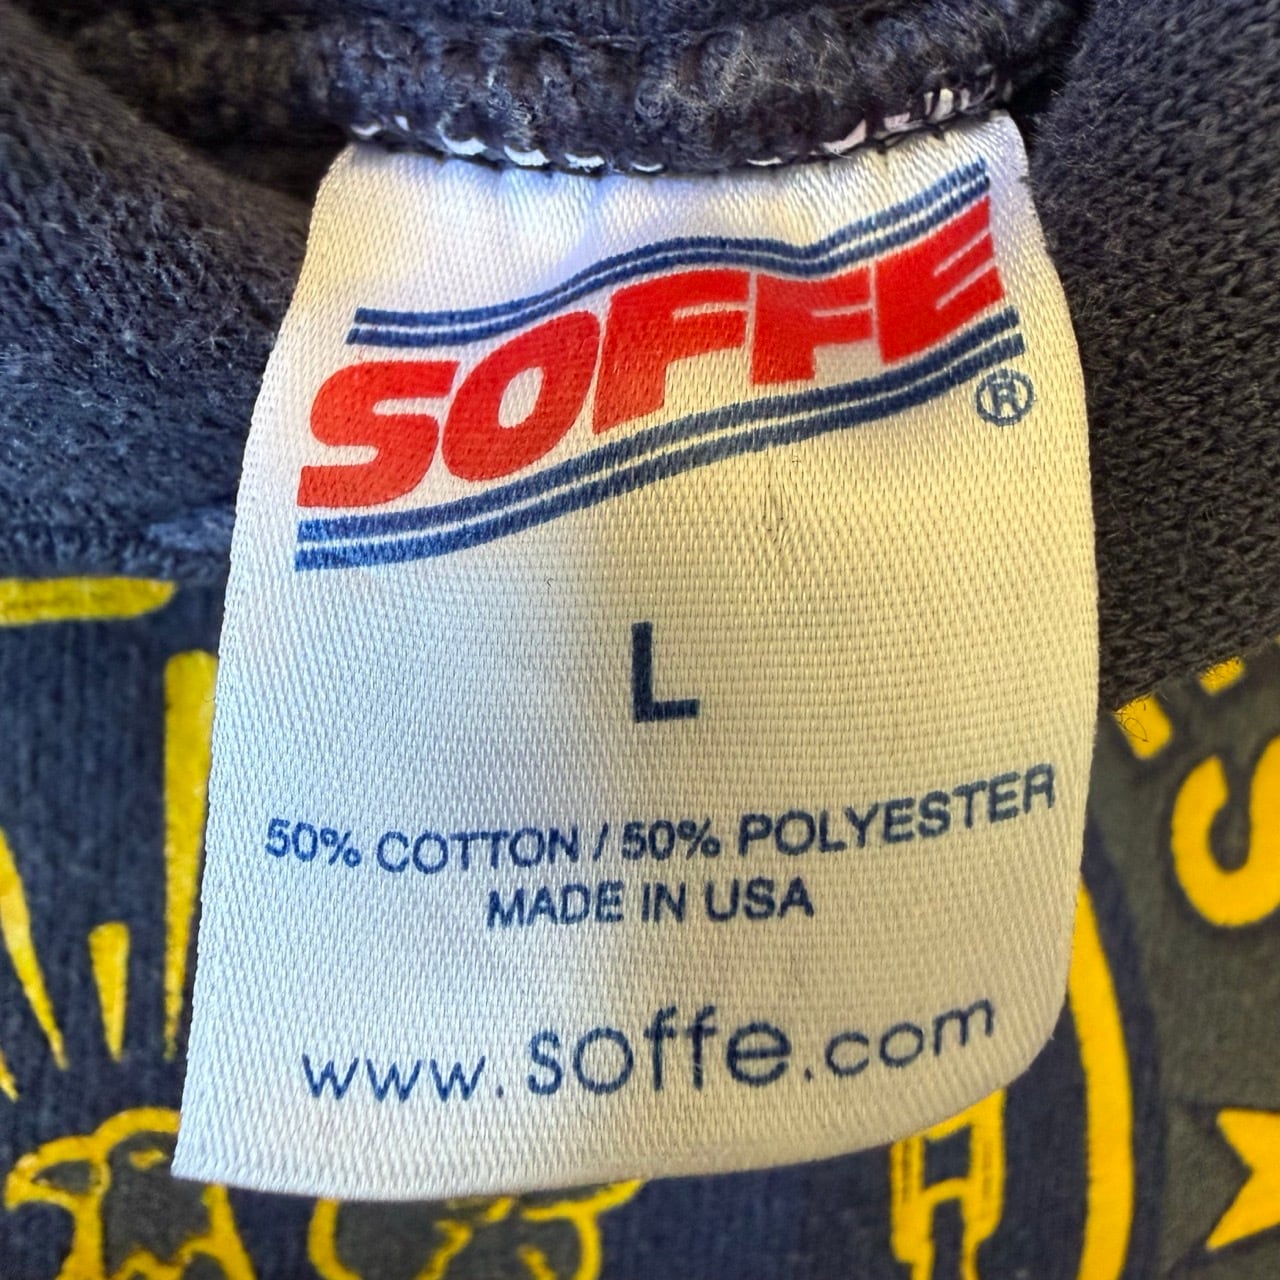 SOFFE
®
L
50% COTTON / 50% POLYESTER
MADE IN USA
www.soffe.com
S